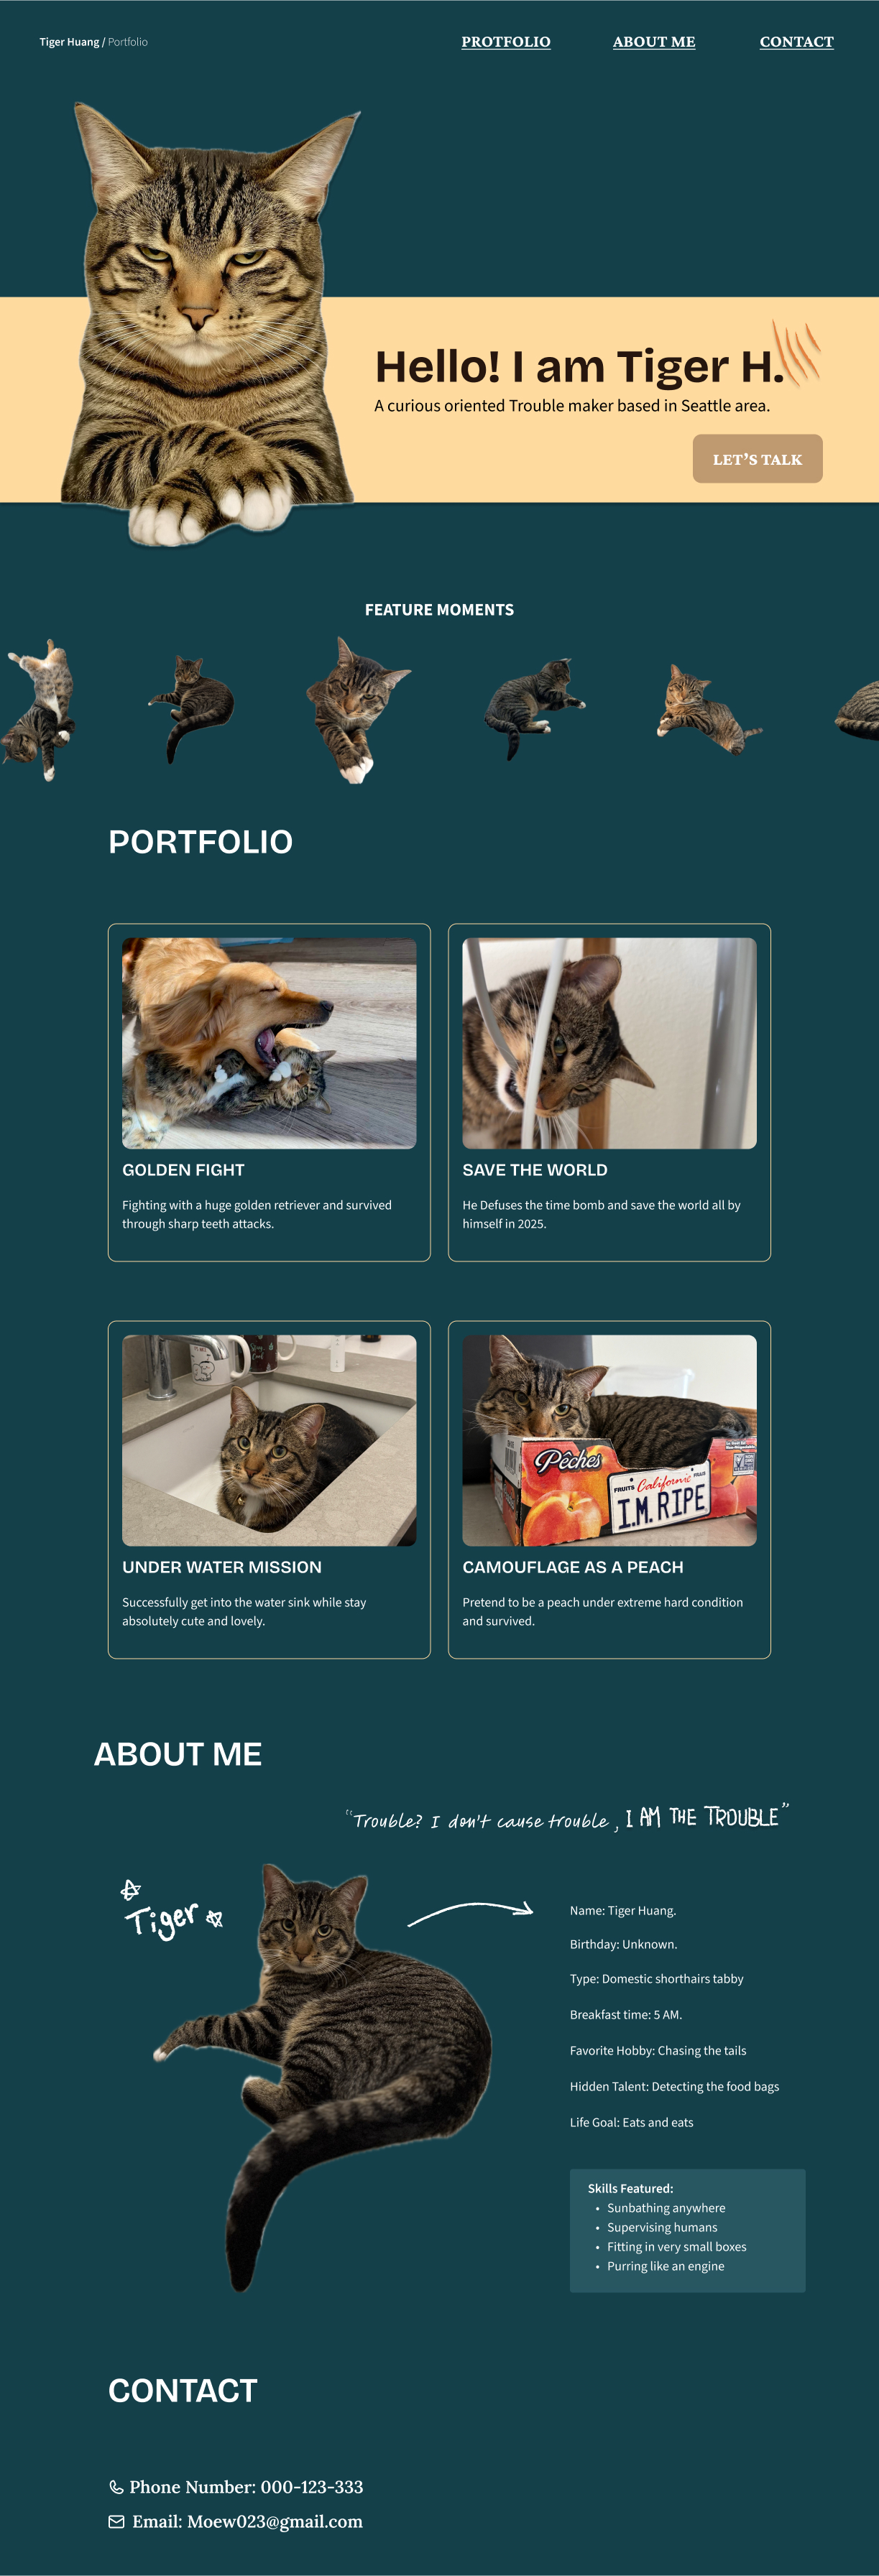 Tiger Huang / Portfolio
PROTFOLIO
ABOUT ME
CONTACT
Hello! I am Tiger H.
A curious oriented Trouble maker based in Seattle area.
LET'S TALK
FEATURE MOMENTS
PORTFOLIO
GOLDEN FIGHT
Fighting with a huge golden retriever and survived
through sharp teeth attacks.
SAVE THE WORLD
He Defuses the time bomb and save the world all by
himself in 2025.
Pêches
FRUITS
California
I.M.RIPE
UNDER WATER MISSION
Successfully get into the water sink while stay
absolutely cute and lovely.
CAMOUFLAGE AS A PEACH
Pretend to be a peach under extreme hard condition
and survived.
ABOUT ME
"Trouble? I don't cause trouble, I AM THE TROUBLE"
Tiger
Name: Tiger Huang.
Birthday: Unknown.
Type: Domestic shorthairs tabby
Breakfast time: 5 AM.
Favorite Hobby: Chasing the tails
Hidden Talent: Detecting the food bags
Life Goal: Eats and eats
Skills Featured:
• Sunbathing anywhere
• Supervising humans
• Fitting in very small boxes
• Purring like an engine
CONTACT
Phone Number: 000-123-333
Email: Moew023@gmail.com